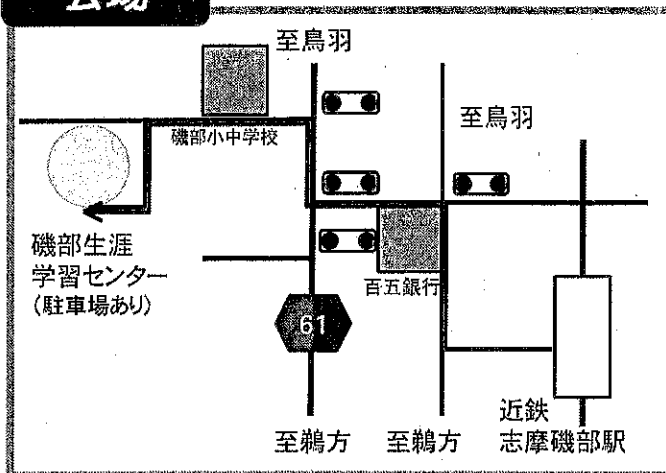 会場
至鳥羽
至鳥羽
磯部小中学校
磯部生涯
学習センター
(駐車場あり)
百五銀行
61
近鉄
志摩磯部駅
至鵜方
至鵜方